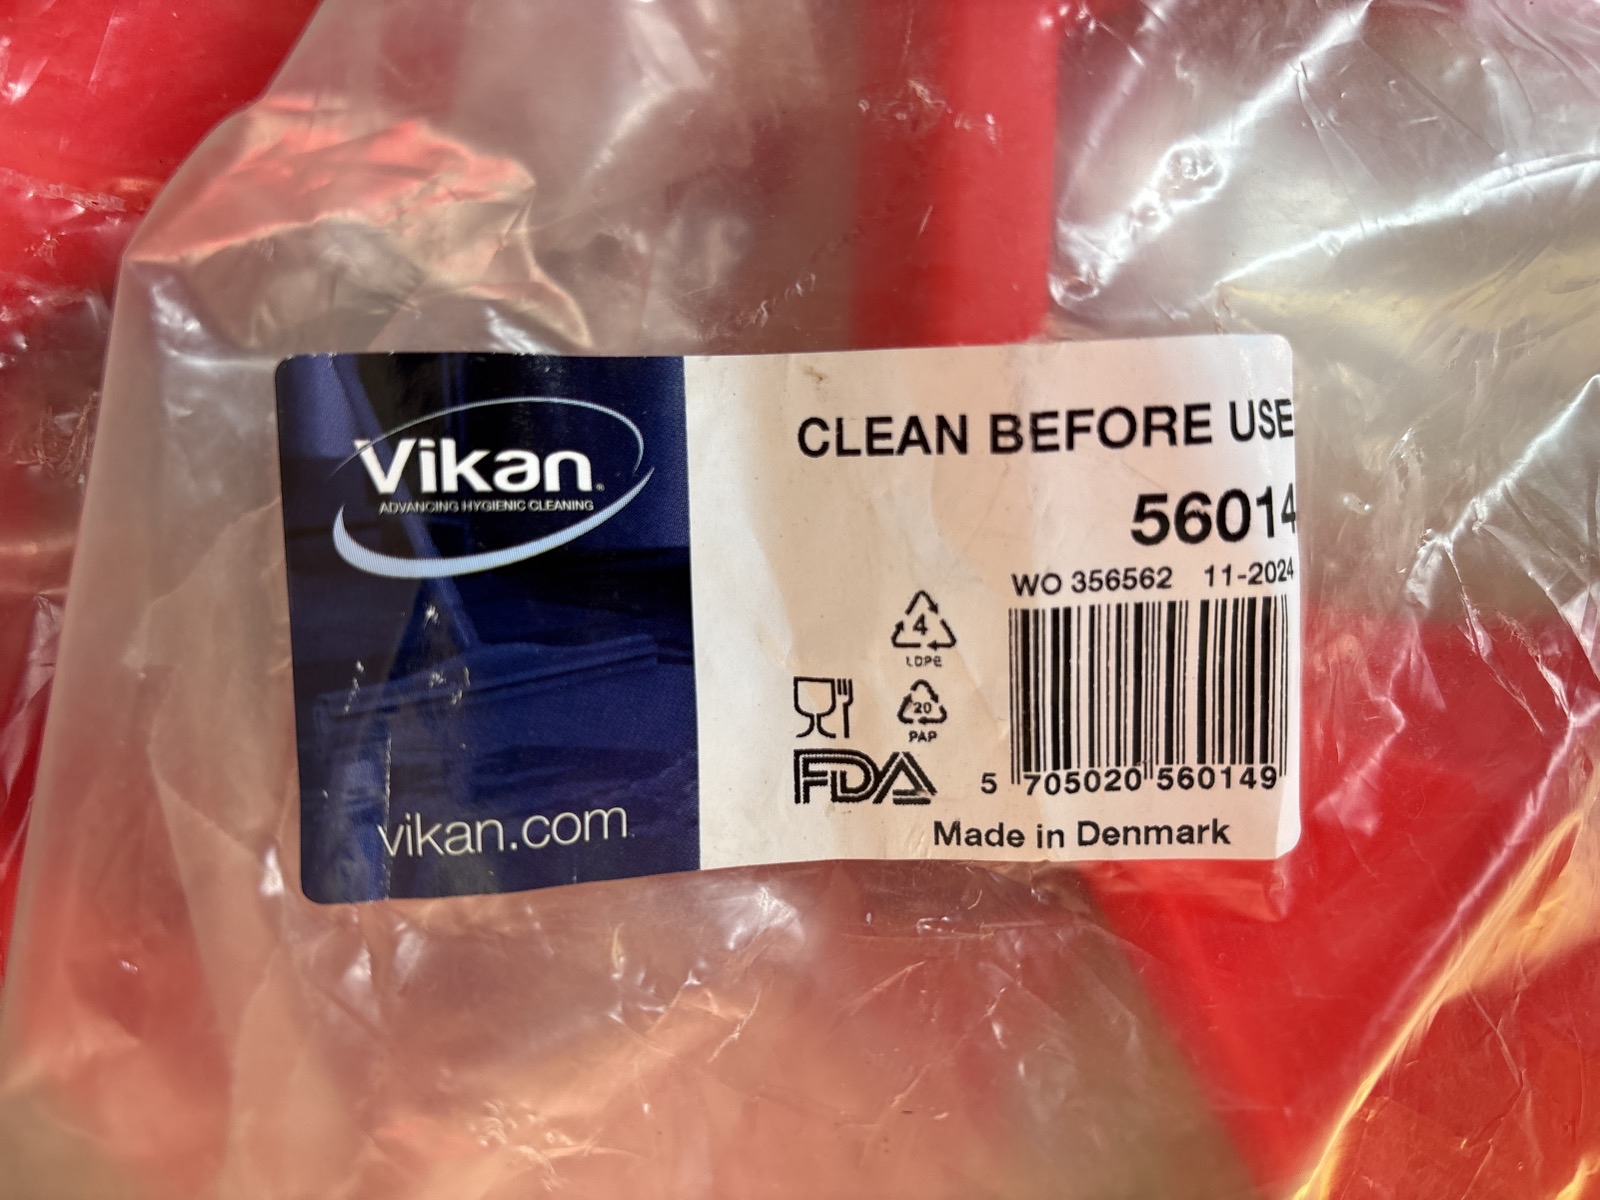 Vikan
ADVANCING HYGIENIC CLEANING
vikan.com
CLEAN BEFORE USE
56014
WO 356562 11-2024
4
LDPE
20
PAP
FDA
5 705020 560149
Made in Denmark